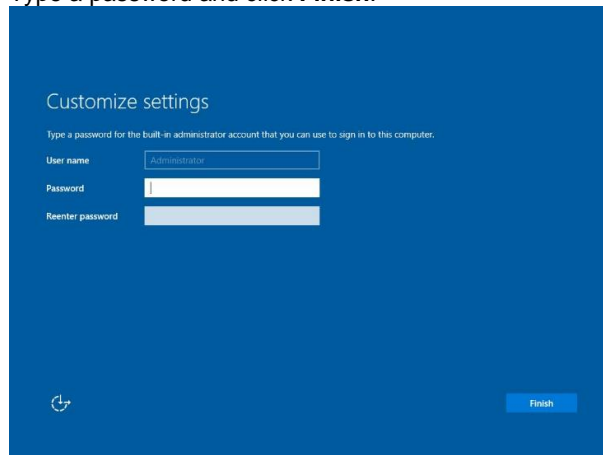 Type a password and click Finish.
Customize settings
Type a password for the built-in administrator account that you can use to sign in to this computer.
User name
Administrator
Password
Reenter password
Finish